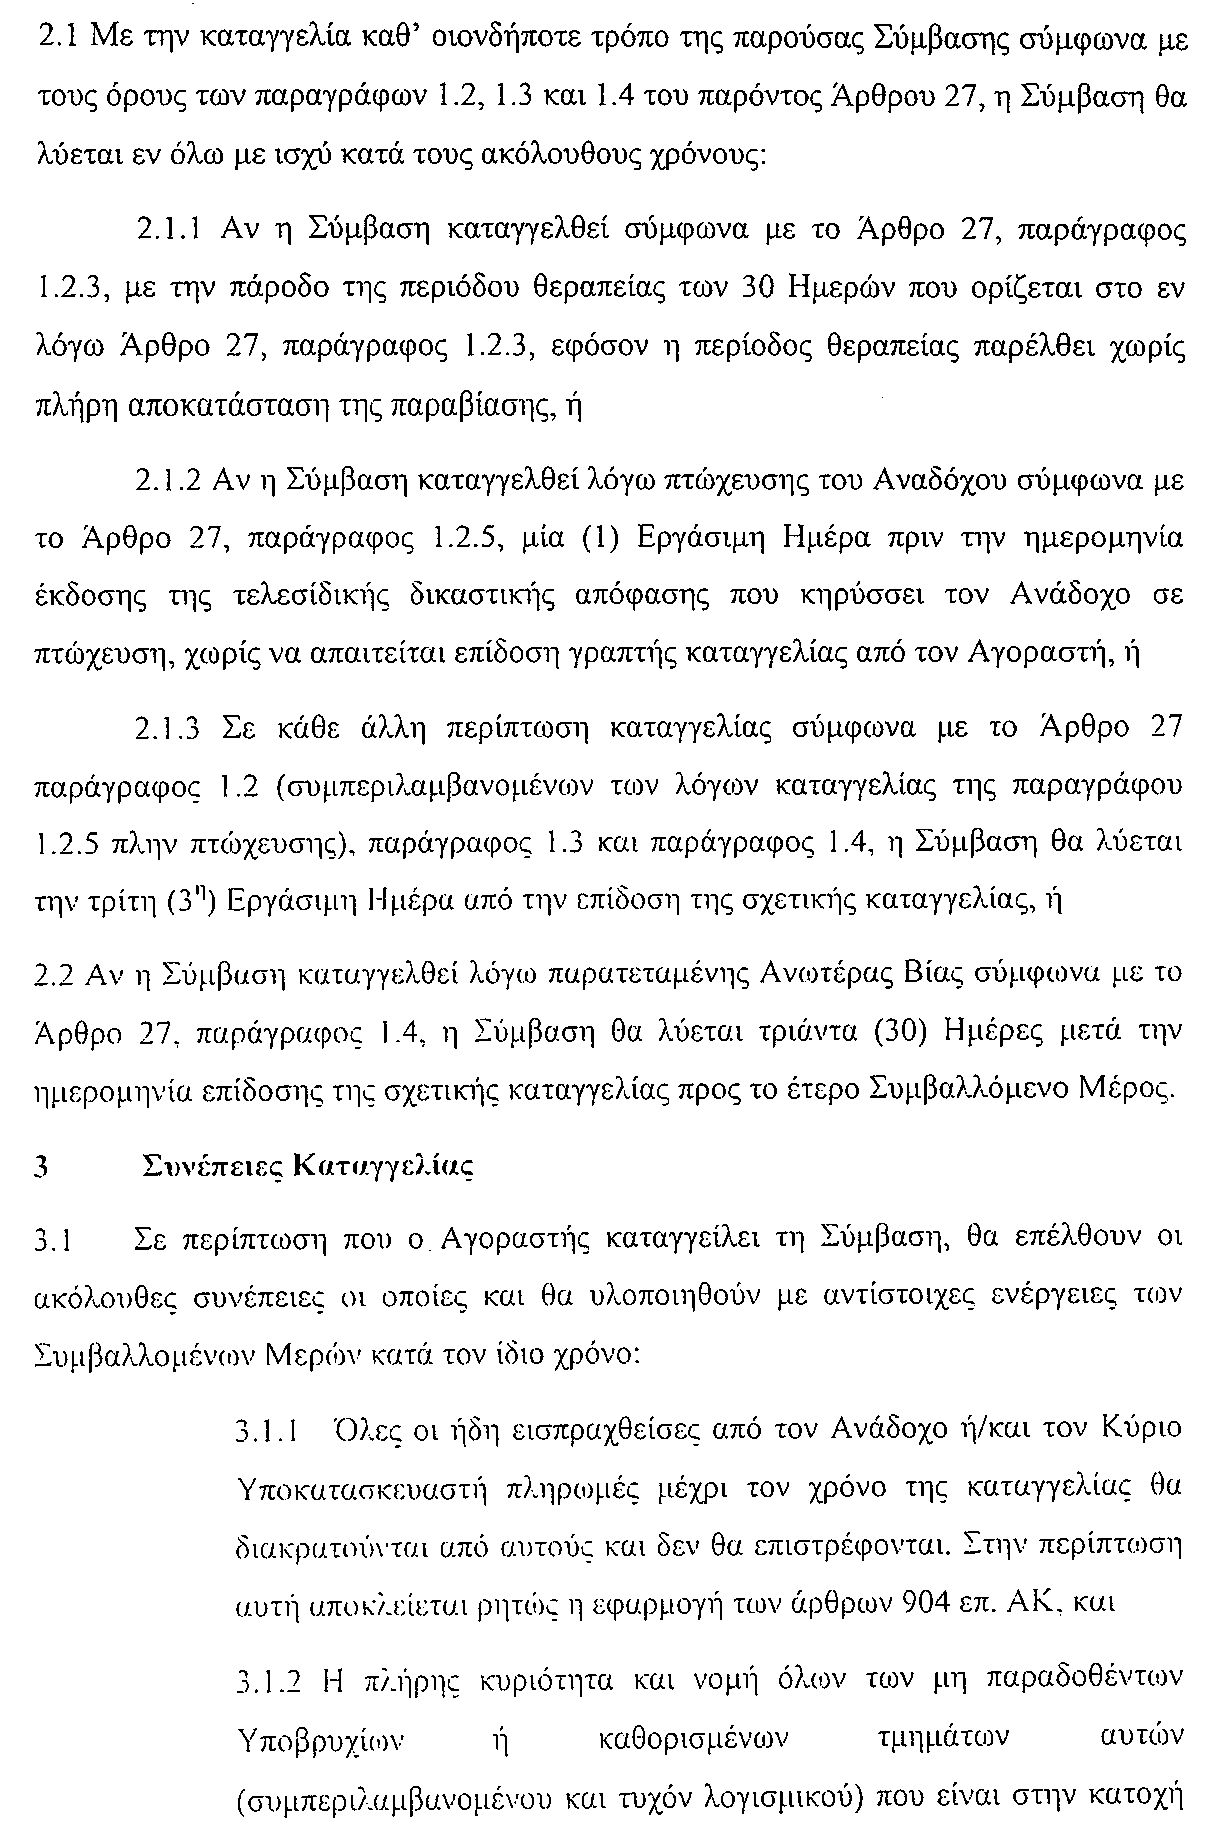 2.1 Με την καταγγελία καθ’ οιονδήποτε τρόπο της παρούσας Σύμβασης σύμφωνα με
τους όρους των παραγράφων 1.2, 1.3 και 1.4 του παρόντος Άρθρου 27, η Σύμβαση θα
λύεται εν όλω με ισχύ κατά τους ακόλουθους χρόνους:
2.1.1 Αν η Σύμβαση καταγγελθεί σύμφωνα με το Άρθρο 27, παράγραφος
1.2.3, με την πάροδο της περιόδου θεραπείας των 30 Ημερών που ορίζεται στο εν
λόγω Άρθρο 27, παράγραφος 1.2.3, εφόσον η περίοδος θεραπείας παρέλθει χωρίς
πλήρη αποκατάσταση της παραβίασης, ή
2.1.2 Αν η Σύμβαση καταγγελθεί λόγω πτώχευσης του Αναδόχου σύμφωνα με
το Άρθρο 27, παράγραφος 1.2.5, μία (1) Εργάσιμη Ημέρα πριν την ημερομηνία
έκδοσης της τελεσίδικής δικαστικής απόφασης που κηρύσσει τον Ανάδοχο σε
πτώχευση, χωρίς να απαιτείται επίδοση γραπτής καταγγελίας από τον Αγοραστή, ή
2.1.3 Σε κάθε άλλη περίπτωση καταγγελίας σύμφωνα με το Άρθρο 27
παράγραφος 1.2 (συμπεριλαμβανομένων των λόγων καταγγελίας της παραγράφου
1.2.5 πλην πτώχευσης), παράγραφος 1.3 και παράγραφος 1.4, η Σύμβαση θα λύεται
την τρίτη (3η) Εργάσιμη Ημέρα από την επίδοση της σχετικής καταγγελίας, ή
2.2 Αν η Σύμβαση καταγγελθεί λόγω παρατεταμένης Ανωτέρας Βίας σύμφωνα με το
Άρθρο 27, παράγραφος 1.4, η Σύμβαση θα λύεται τριάντα (30) Ημέρες μετά την
ημερομηνία επίδοσης της σχετικής καταγγελίας προς το έτερο Συμβαλλόμενο Μέρος.
3 Συνέπειες Καταγγελίας
3.1 Σε περίπτωση που ο Αγοραστής καταγγείλει τη Σύμβαση, θα επέλθουν οι
ακόλουθες συνέπειες οι οποίες και θα υλοποιηθούν με αντίστοιχες ενέργειες των
Συμβαλλομένων Μερών κατά τον ίδιο χρόνο:
3.1.1 Όλες οι ήδη εισπραχθείσες από τον Ανάδοχο ή/και τον Κύριο
Υποκατασκευαστή πληρωμές μέχρι τον χρόνο της καταγγελίας θα
διακρατούνται από αυτούς και δεν θα επιστρέφονται. Στην περίπτωση
αυτή αποκλείεται ρητώς η εφαρμογή των άρθρων 904 επ. ΑΚ, και
3.1.2 Η πλήρης κυριότητα και νομή όλων των μη παραδοθέντων
Υποβρυχίων ή καθορισμένων τμημάτων αυτών
(συμπεριλαμβανομένου και τυχόν λογισμικού) που είναι στην κατοχή